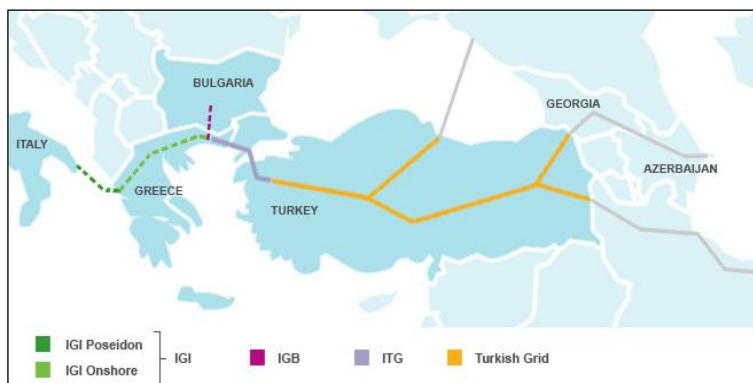 BULGARIA
GEORGIA
ITALY
AZERBAIJAN
GREECE
TURKEY
IGI Poseidon
IGI Onshore
IGI
IGB
ITG
Turkish Grid